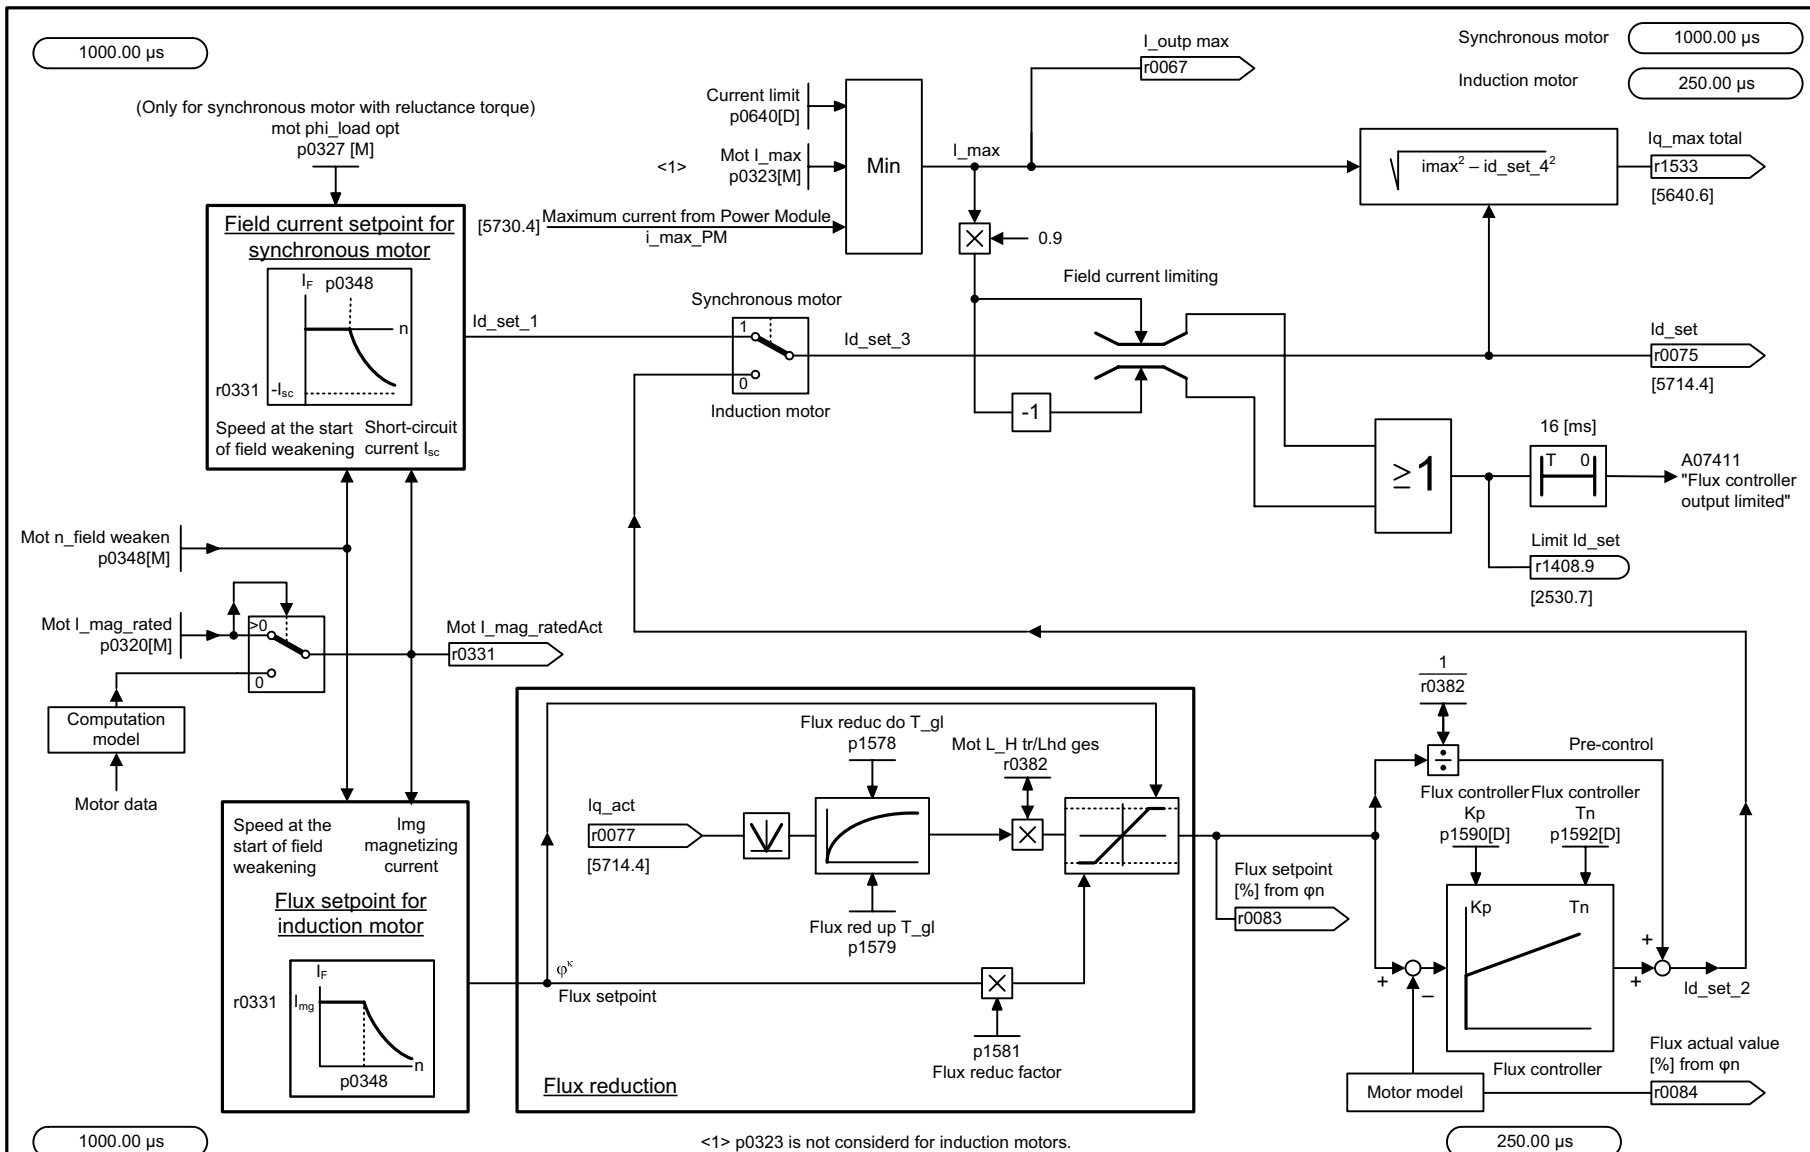 1000.00 µs
I_outp max
r0067
Synchronous motor
1000.00 µs
Induction motor
250.00 µs
(Only for synchronous motor with reluctance torque)
mot phi_load opt
p0327 [M]
Current limit
p0640[D]
<1>
Mot I_max
p0323[M]
[5730.4]
Maximum current from Power Module
i_max_PM
Min
I_max
0.9
√ imax² – id_set_4²
Iq_max total
r1533
[5640.6]
Field current setpoint for
synchronous motor
I_F p0348
n
r0331
-I_sc
Speed at the start
of field weakening
Short-circuit
current I_sc
Id_set_1
Synchronous motor
1
0
Induction motor
Id_set_3
Field current limiting
-1
Id_set
r0075
[5714.4]
≥1
16 [ms]
T 0
A07411
"Flux controller
output limited"
Limit Id_set
r1408.9
[2530.7]
Mot n_field weaken
p0348[M]
Mot I_mag_rated
p0320[M]
>0
0
Mot I_mag_ratedAct
r0331
Computation
model
Motor data
Speed at the
start of field
weakening
Img
magnetizing
current
Flux setpoint for
induction motor
I_F
r0331
I_mg
n
p0348
Flux reduc do T_gl
p1578
Mot L_H tr/Lhd ges
r0382
Iq_act
r0077
[5714.4]
Flux red up T_gl
p1579
φᵏ
Flux setpoint
p1581
Flux reduc factor
Flux reduction
Flux setpoint
[%] from φn
r0083
1
r0382
÷
Pre-control
Flux controller
Kp
p1590[D]
Flux controller
Tn
p1592[D]
Kp
Tn
+
–
+
+
Id_set_2
Flux controller
Motor model
Flux actual value
[%] from φn
r0084
1000.00 µs
<1> p0323 is not considerd for induction motors.
250.00 µs